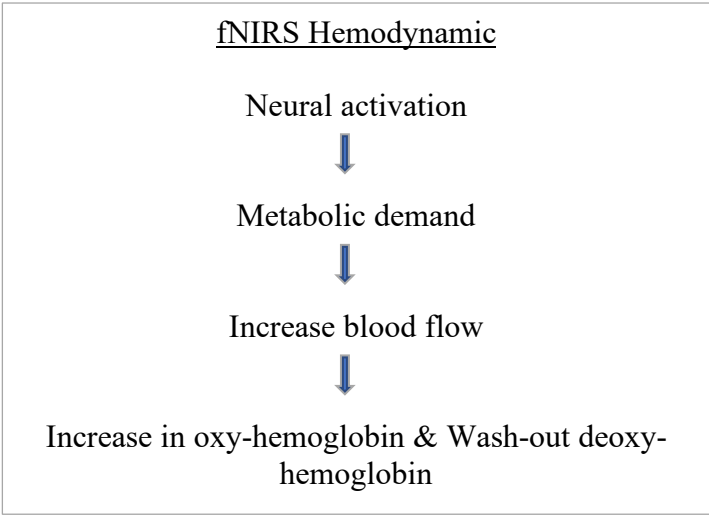 fNIRS Hemodynamic
Neural activation
Metabolic demand
Increase blood flow
Increase in oxy-hemoglobin & Wash-out deoxy-
hemoglobin